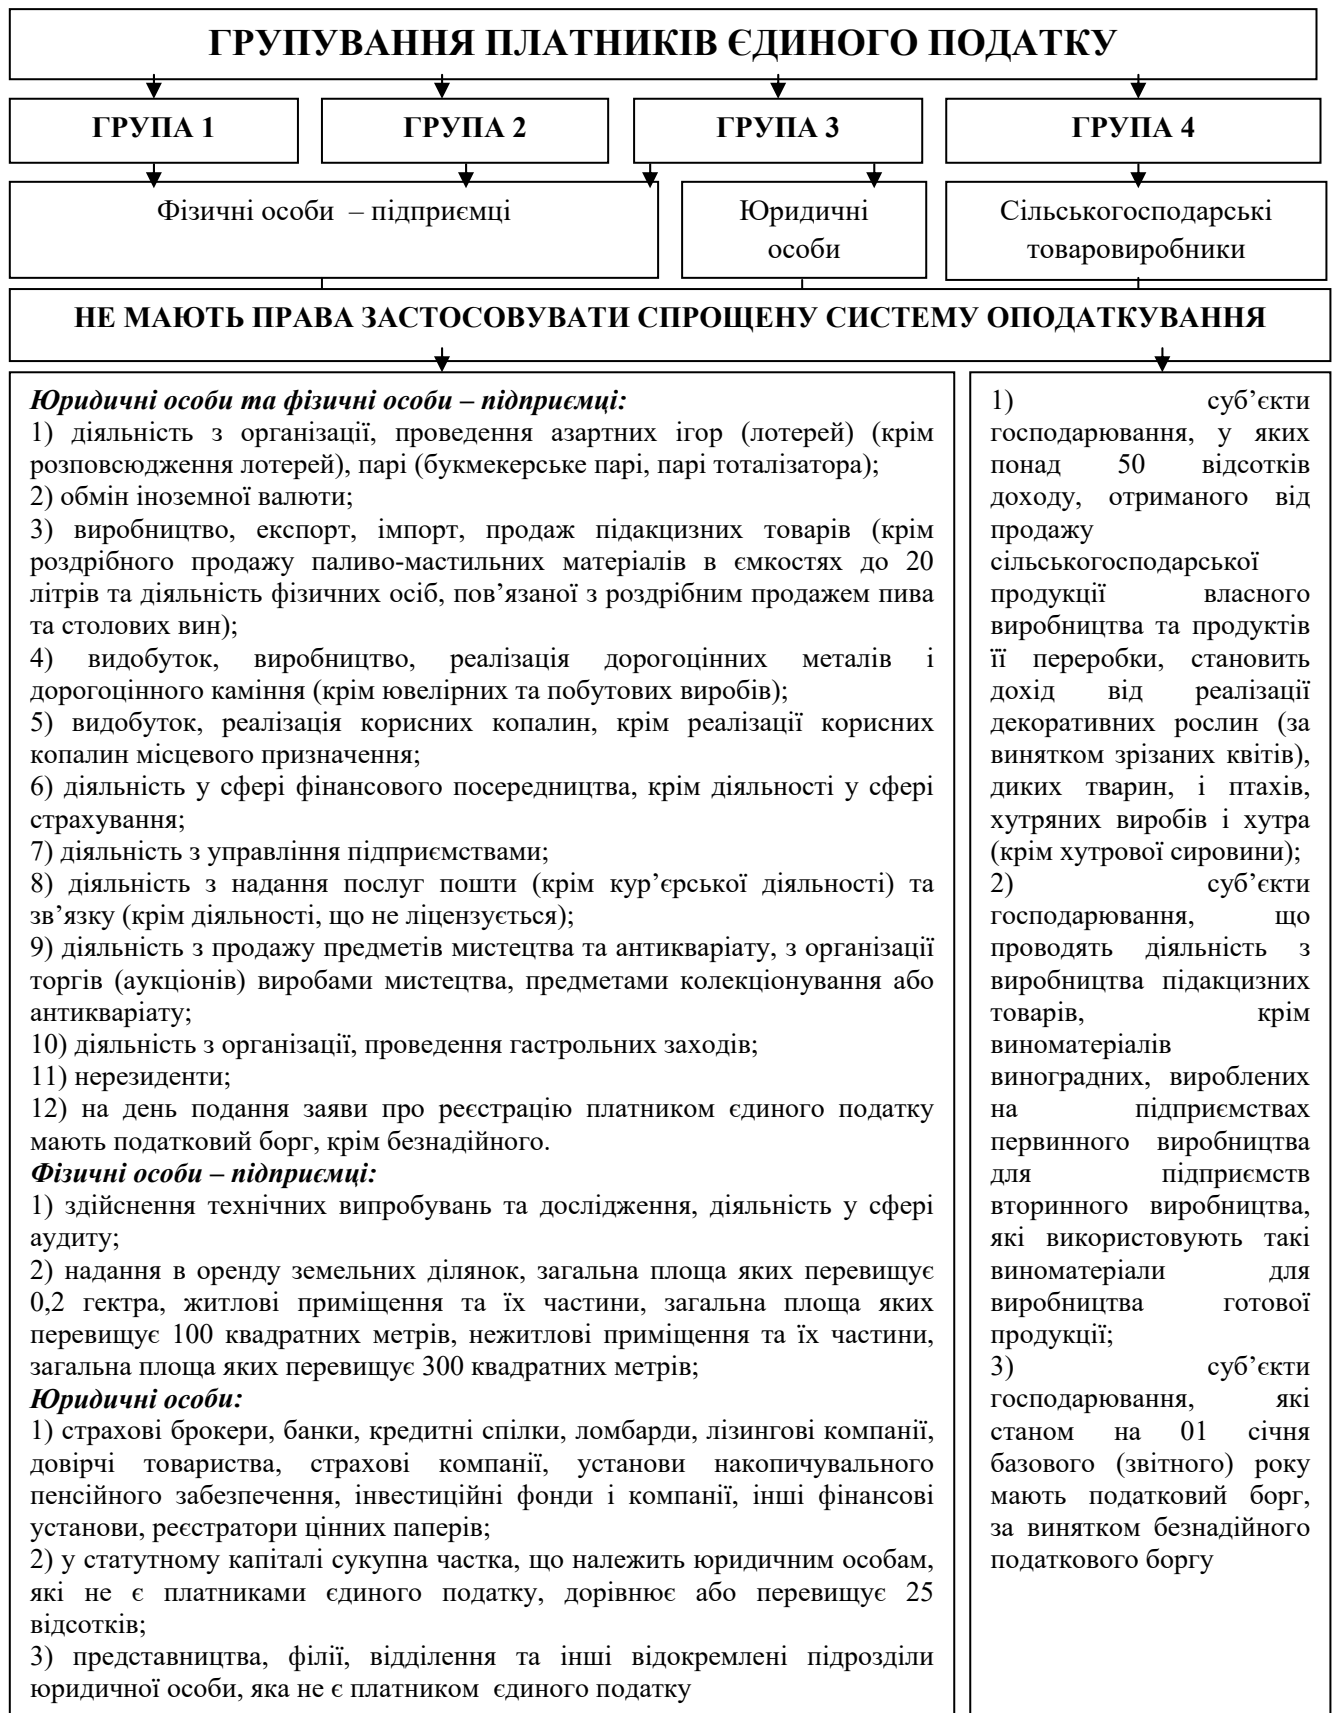 ГРУПУВАННЯ ПЛАТНИКІВ ЄДИНОГО ПОДАТКУ
ГРУПА 1
ГРУПА 2
ГРУПА 3
ГРУПА 4
Фізичні особи – підприємці
Юридичні
особи
Сільськогосподарські
товаровиробники
НЕ МАЮТЬ ПРАВА ЗАСТОСОВУВАТИ СПРОЩЕНУ СИСТЕМУ ОПОДАТКУВАННЯ
Юридичні особи та фізичні особи – підприємці:
1) діяльність з організації, проведення азартних ігор (лотерей) (крім
розповсюдження лотерей), парі (букмекерське парі, парі тоталізатора);
2) обмін іноземної валюти;
3) виробництво, експорт, імпорт, продаж підакцизних товарів (крім
роздрібного продажу паливо-мастильних матеріалів в ємкостях до 20
літрів та діяльність фізичних осіб, пов’язаної з роздрібним продажем пива
та столових вин);
4) видобуток, виробництво, реалізація дорогоцінних металів і
дорогоцінного каміння (крім ювелірних та побутових виробів);
5) видобуток, реалізація корисних копалин, крім реалізації корисних
копалин місцевого призначення;
6) діяльність у сфері фінансового посередництва, крім діяльності у сфері
страхування;
7) діяльність з управління підприємствами;
8) діяльність з надання послуг пошти (крім кур’єрської діяльності) та
зв’язку (крім діяльності, що не ліцензується);
9) діяльність з продажу предметів мистецтва та антикваріату, з організації
торгів (аукціонів) виробами мистецтва, предметами колекціонування або
антикваріату;
10) діяльність з організації, проведення гастрольних заходів;
11) нерезиденти;
12) на день подання заяви про реєстрацію платником єдиного податку
мають податковий борг, крім безнадійного.
Фізичні особи – підприємці:
1) здійснення технічних випробувань та дослідження, діяльність у сфері
аудиту;
2) надання в оренду земельних ділянок, загальна площа яких перевищує
0,2 гектра, житлові приміщення та їх частини, загальна площа яких
перевищує 100 квадратних метрів, нежитлові приміщення та їх частини,
загальна площа яких перевищує 300 квадратних метрів;
Юридичні особи:
1) страхові брокери, банки, кредитні спілки, ломбарди, лізингові компанії,
довірчі товариства, страхові компанії, установи накопичувального
пенсійного забезпечення, інвестиційні фонди і компанії, інші фінансові
установи, реєстратори цінних паперів;
2) у статутному капіталі сукупна частка, що належить юридичним особам,
які не є платниками єдиного податку, дорівнює або перевищує 25
відсотків;
3) представництва, філії, відділення та інші відокремлені підрозділи
юридичної особи, яка не є платником єдиного податку
1) суб’єкти
господарювання, у яких
понад 50 відсотків
доходу, отриманого від
продажу
сільськогосподарської
продукції власного
виробництва та продуктів
її переробки, становить
дохід від реалізації
декоративних рослин (за
винятком зрізаних квітів),
диких тварин, і птахів,
хутряних виробів і хутра
(крім хутрової сировини);
2) суб’єкти
господарювання, що
проводять діяльність з
виробництва підакцизних
товарів, крім
виноматеріалів
виноградних, вироблених
на підприємствах
первинного виробництва
для підприємств
вторинного виробництва,
які використовують такі
виноматеріали для
виробництва готової
продукції;
3) суб’єкти
господарювання, які
станом на 01 січня
базового (звітного) року
мають податковий борг,
за винятком безнадійного
податкового боргу